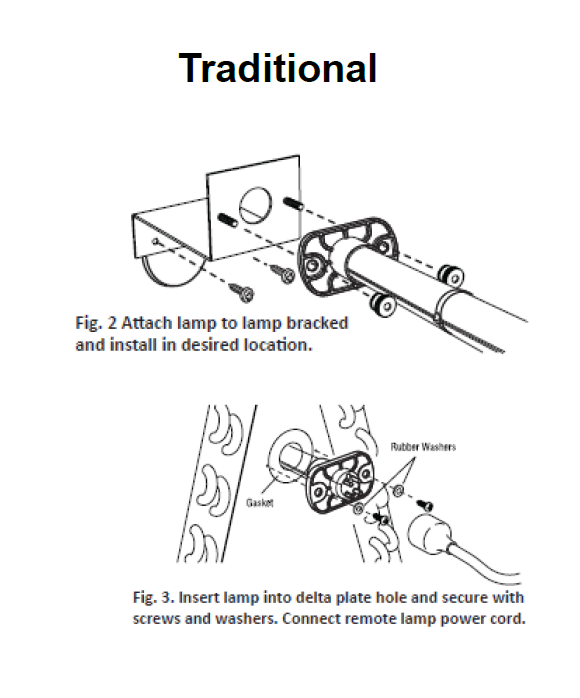 Traditional
Fig. 2 Attach lamp to lamp bracked
and install in desired location.
Rubber Washers
Gasket
Fig. 3. Insert lamp into delta plate hole and secure with
screws and washers. Connect remote lamp power cord.